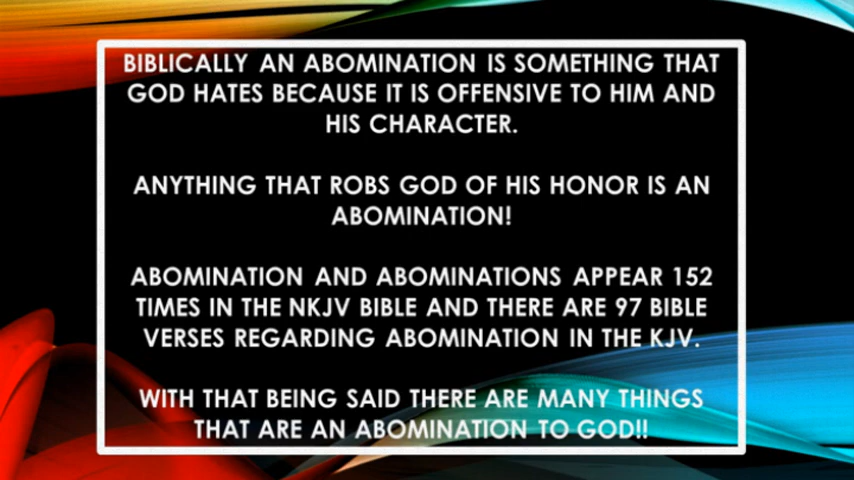 BIBLICALLY AN ABOMINATION IS SOMETHING THAT
GOD HATES BECAUSE IT IS OFFENSIVE TO HIM AND
HIS CHARACTER.
ANYTHING THAT ROBS GOD OF HIS HONOR IS AN
ABOMINATION!
ABOMINATION AND ABOMINATIONS APPEAR 152
TIMES IN THE NKJV BIBLE AND THERE ARE 97 BIBLE
VERSES REGARDING ABOMINATION IN THE KJV.
WITH THAT BEING SAID THERE ARE MANY THINGS
THAT ARE AN ABOMINATION TO GOD!!